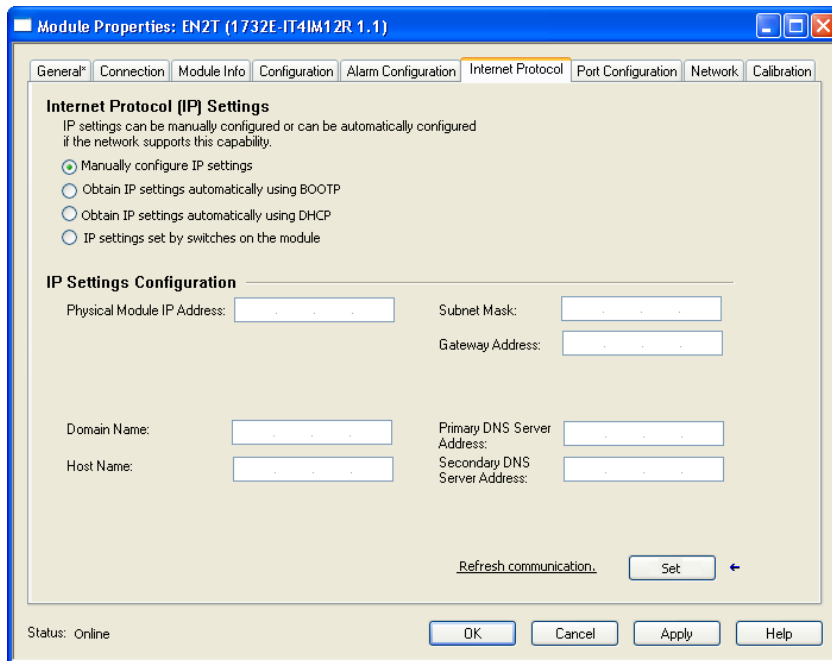 Module Properties: EN2T (1732E-IT4IM12R 1.1)
General* Connection Module Info Configuration Alarm Configuration Internet Protocol Port Configuration Network Calibration
Internet Protocol (IP) Settings
IP settings can be manually configured or can be automatically configured
if the network supports this capability.
Manually configure IP settings
Obtain IP settings automatically using BOOTP
Obtain IP settings automatically using DHCP
IP settings set by switches on the module
IP Settings Configuration
Physical Module IP Address: Subnet Mask:
Gateway Address:
Domain Name: Primary DNS Server
Address:
Host Name: Secondary DNS
Server Address:
Refresh communication. Set
Status: Online OK Cancel Apply Help